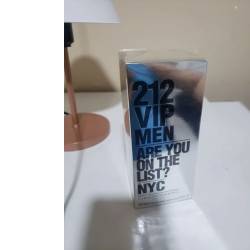 212
VIP
MEN
ARE YOU
ON THE
LIST?
NYC